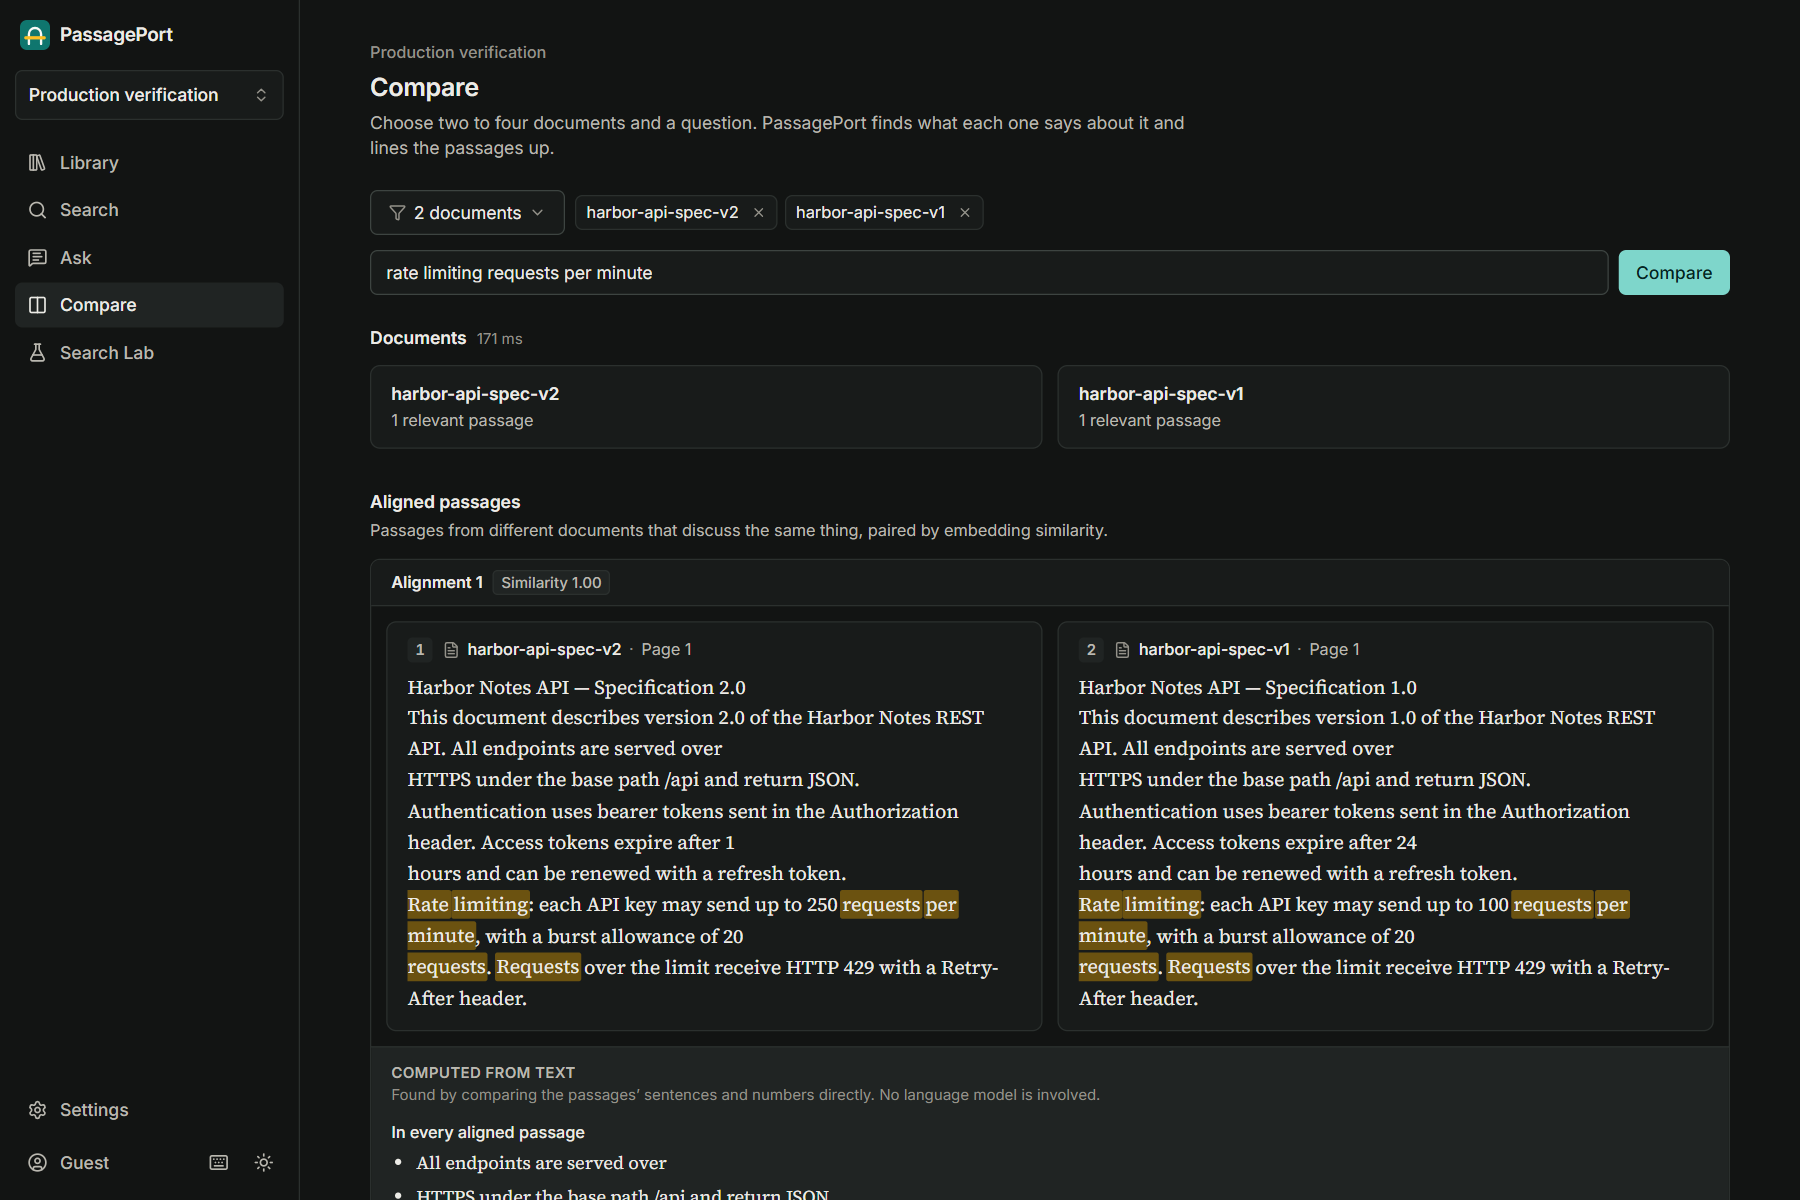 PassagePort
Production verification
Library
Search
Ask
Compare
Search Lab
Settings
Guest
Production verification
Compare
Choose two to four documents and a question. PassagePort finds what each one says about it and
lines the passages up.
2 documents
harbor-api-spec-v2
harbor-api-spec-v1
rate limiting requests per minute
Compare
Documents 171 ms
harbor-api-spec-v2
1 relevant passage
harbor-api-spec-v1
1 relevant passage
Aligned passages
Passages from different documents that discuss the same thing, paired by embedding similarity.
Alignment 1 Similarity 1.00
1 harbor-api-spec-v2 · Page 1
Harbor Notes API — Specification 2.0
This document describes version 2.0 of the Harbor Notes REST
API. All endpoints are served over
HTTPS under the base path /api and return JSON.
Authentication uses bearer tokens sent in the Authorization
header. Access tokens expire after 1
hours and can be renewed with a refresh token.
Rate limiting: each API key may send up to 250 requests per
minute, with a burst allowance of 20
requests. Requests over the limit receive HTTP 429 with a Retry-
After header.
2 harbor-api-spec-v1 · Page 1
Harbor Notes API — Specification 1.0
This document describes version 1.0 of the Harbor Notes REST
API. All endpoints are served over
HTTPS under the base path /api and return JSON.
Authentication uses bearer tokens sent in the Authorization
header. Access tokens expire after 24
hours and can be renewed with a refresh token.
Rate limiting: each API key may send up to 100 requests per
minute, with a burst allowance of 20
requests. Requests over the limit receive HTTP 429 with a Retry-
After header.
COMPUTED FROM TEXT
Found by comparing the passages’ sentences and numbers directly. No language model is involved.
In every aligned passage
• All endpoints are served over
• HTTPS under the base path /api and return JSON.